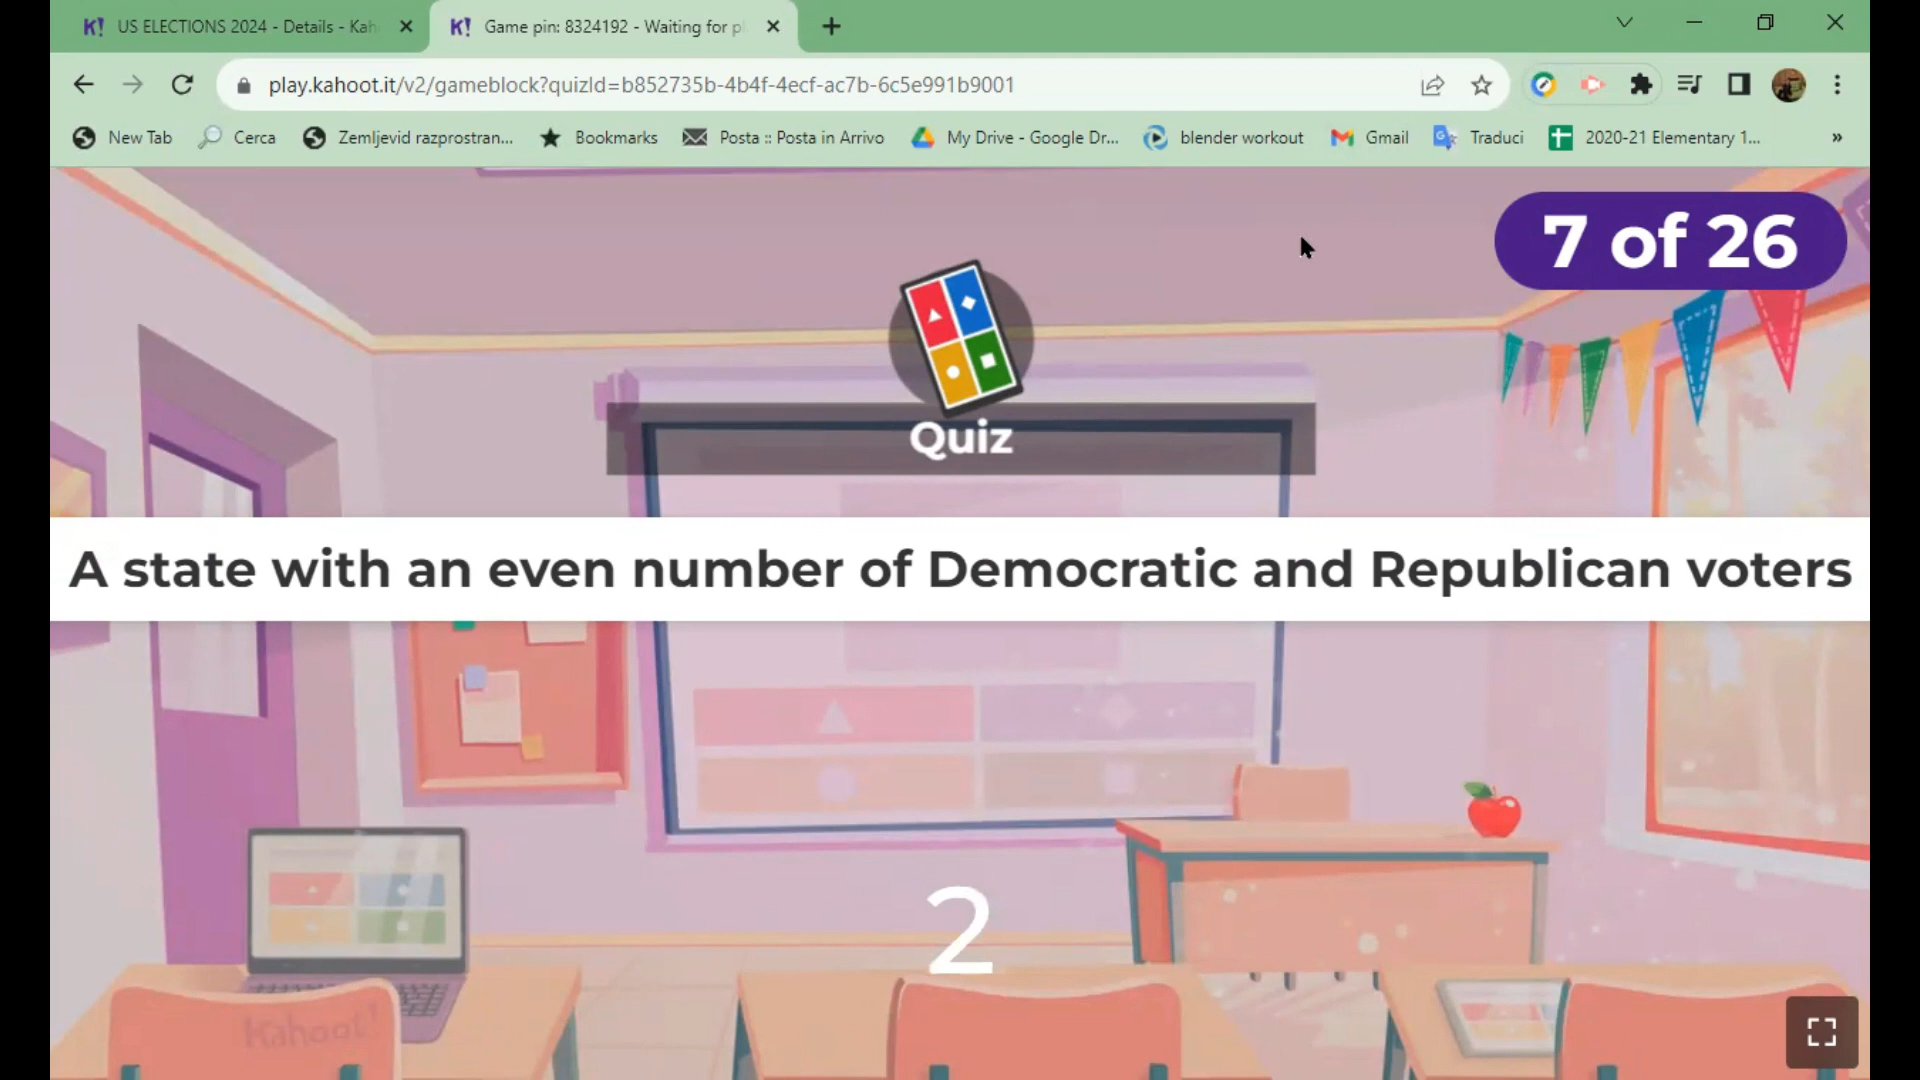 K! US ELECTIONS 2024 - Details - Kah
K! Game pin: 8324192 - Waiting for p
play.kahoot.it/v2/gameblock?quizId=b852735b-4b4f-4ecf-ac7b-6c5e991b9001
New Tab Cerca Zemljevid razprostran... Bookmarks Posta :: Posta in Arrivo My Drive - Google Dr... blender workout Gmail Traduci 2020-21 Elementary 1... »
7 of 26
Quiz
A state with an even number of Democratic and Republican voters
2
Kahoot!